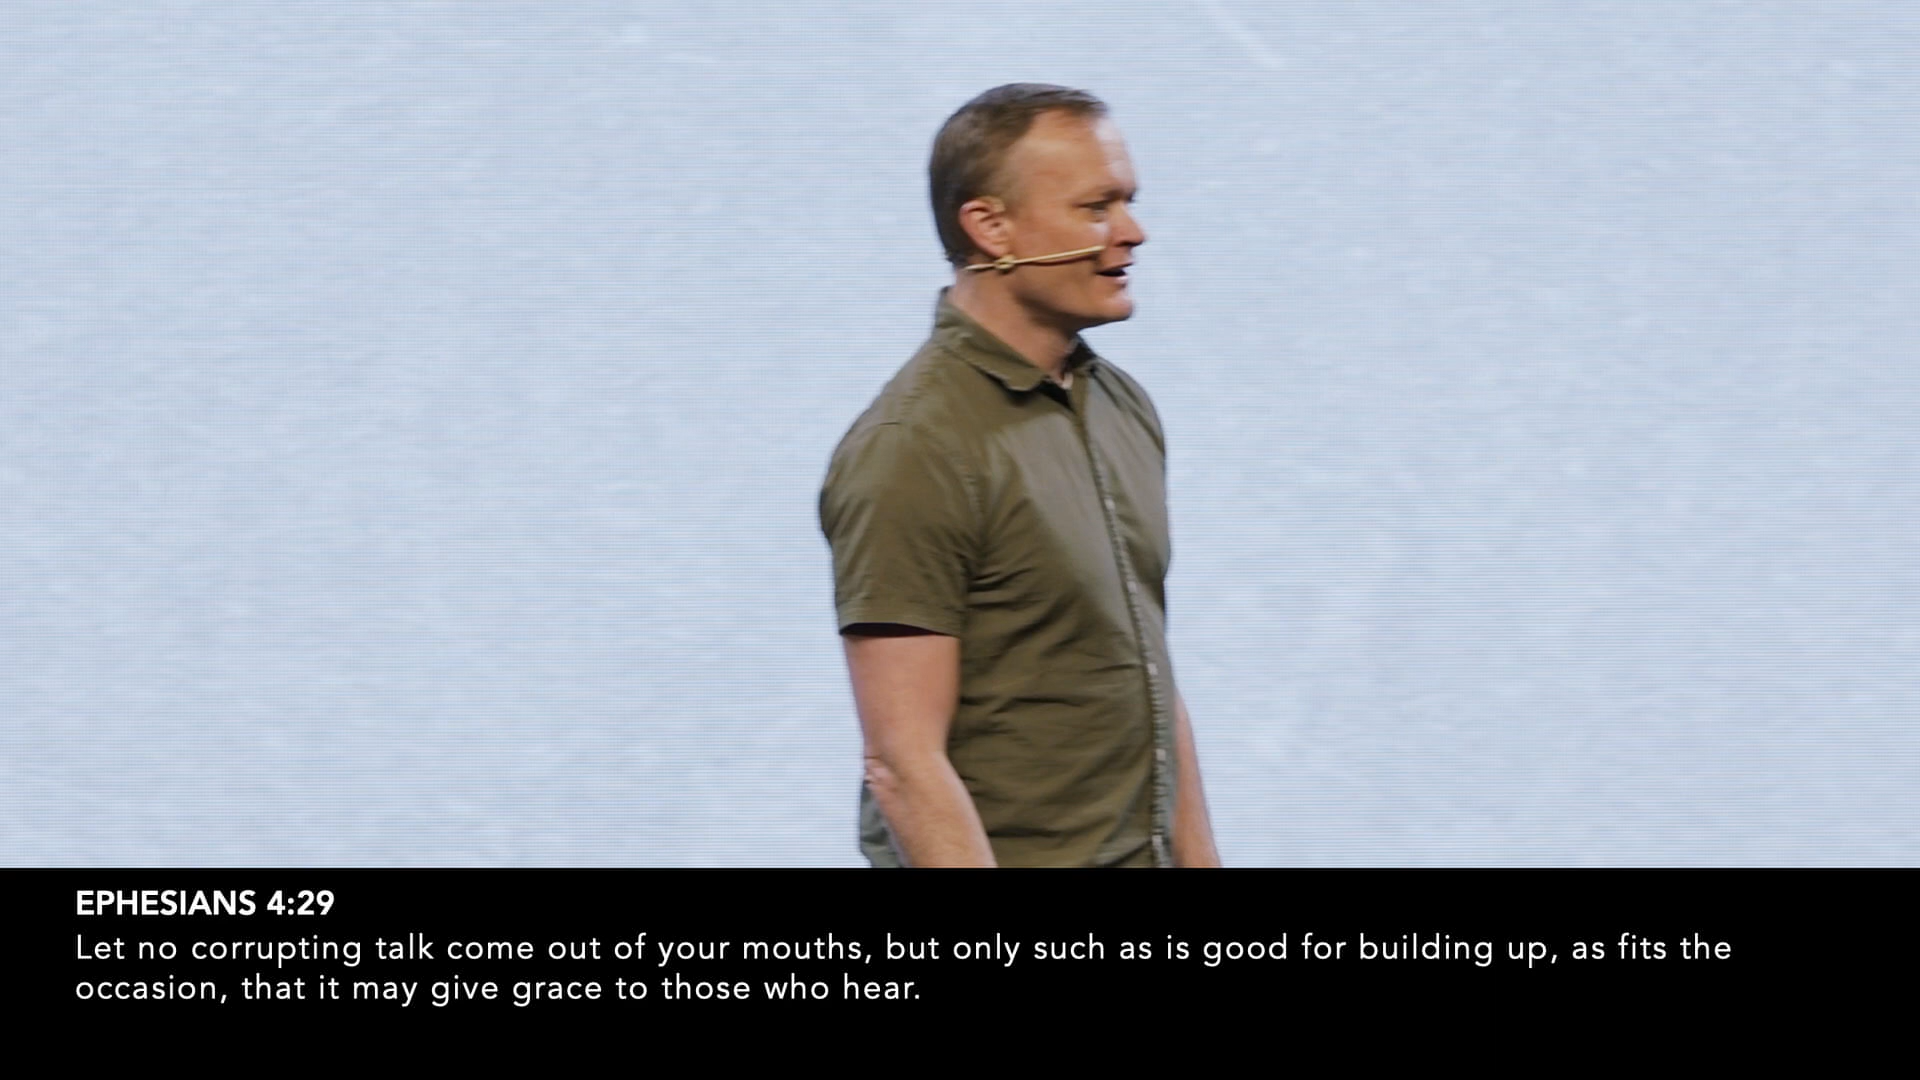 EPHESIANS 4:29
Let no corrupting talk come out of your mouths, but only such as is good for building up, as fits the
occasion, that it may give grace to those who hear.